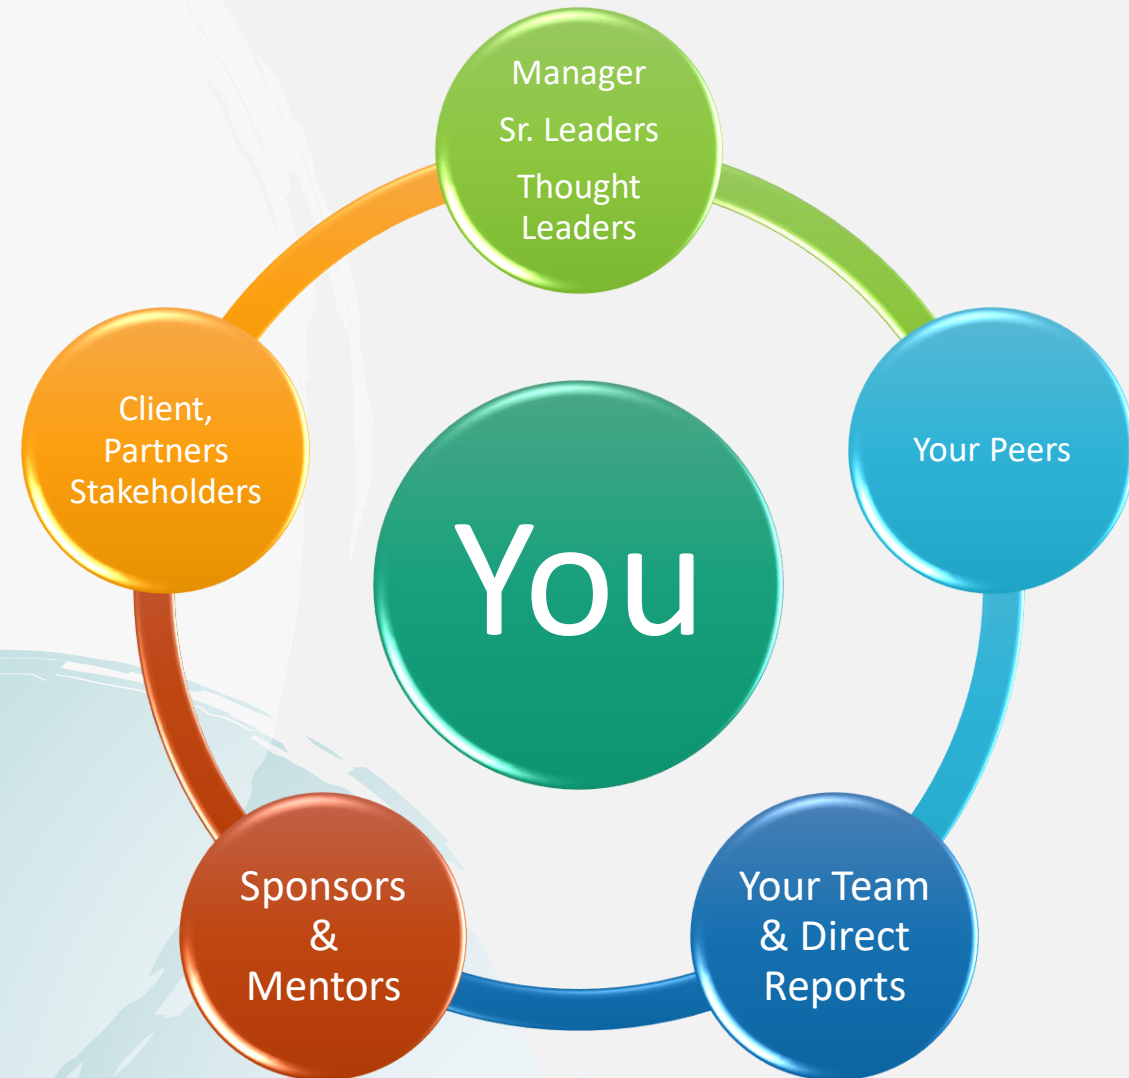 Manager
Sr. Leaders
Thought
Leaders
Client,
Partners
Stakeholders
Your Peers
You
Sponsors
&
Mentors
Your Team
& Direct
Reports